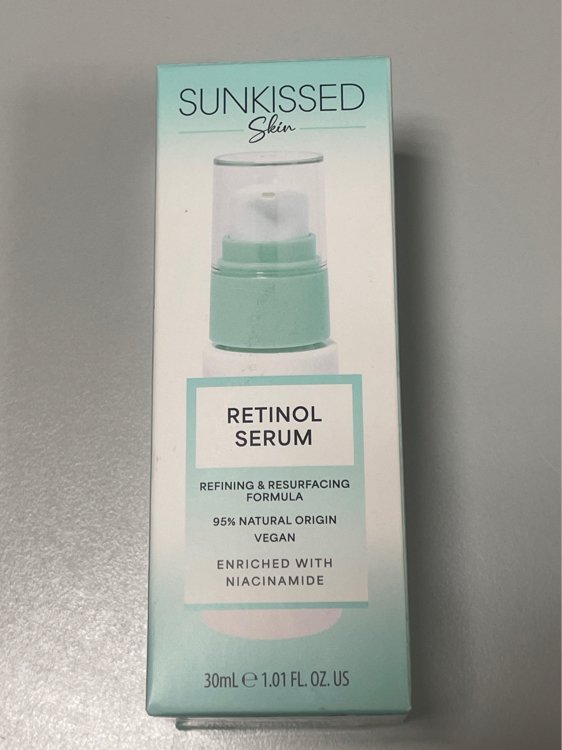 SUNKISSED
Skin
RETINOL
SERUM
REFINING & RESURFACING
FORMULA
95% NATURAL ORIGIN
VEGAN
ENRICHED WITH
NIACINAMIDE
30mL ℮ 1.01 FL. OZ. US